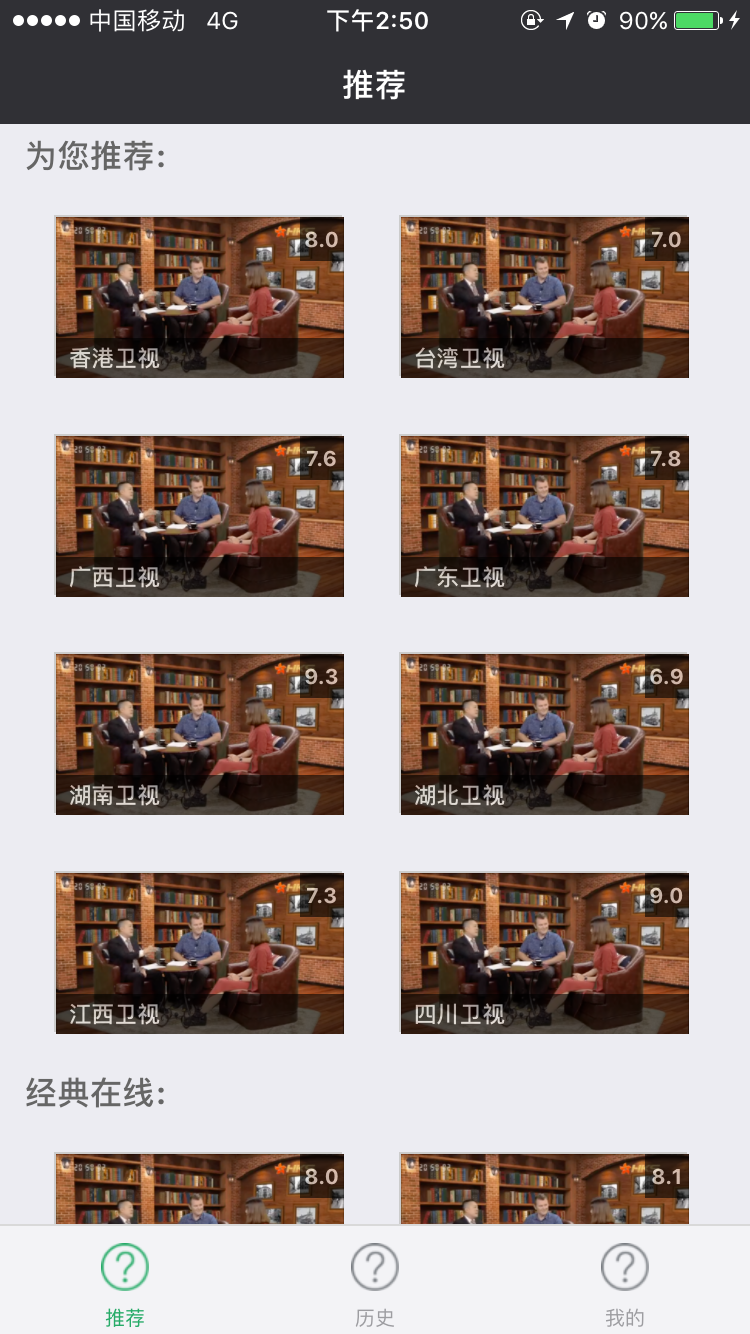 中国移动 4G 下午2:50 90%
推荐
为您推荐:
8.0 7.0
香港卫视 台湾卫视
7.6 7.8
广西卫视 广东卫视
9.3 6.9
湖南卫视 湖北卫视
7.3 9.0
江西卫视 四川卫视
经典在线:
8.0 8.1
推荐 历史 我的